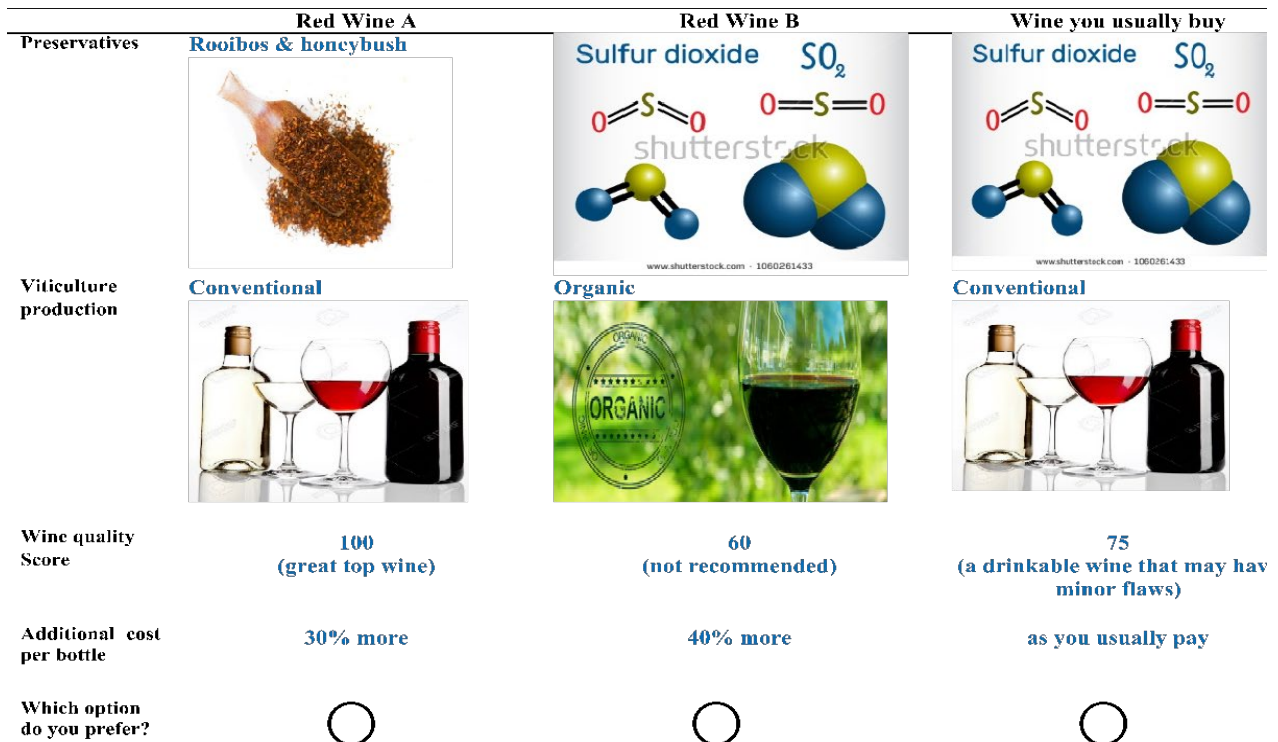 Red Wine A Red Wine B Wine you usually buy
Preservatives Rooibos & honcybush
Sulfur dioxide SO2
O S O O S O
shutterstock
www.shutterstock.com · 1060261433
Sulfur dioxide SO2
O S O O S O
shutterstock
www.shutterstock.com · 1060261433
Viticulture
production
Conventional Organic Conventional
ORGANIC
ORGANIC
Wine quality
Score
100
(great top wine)
60
(not recommended)
75
(a drinkable wine that may hav
minor flaws)
Additional cost
per bottle
30% more 40% more as you usually pay
Which option
do you prefer?